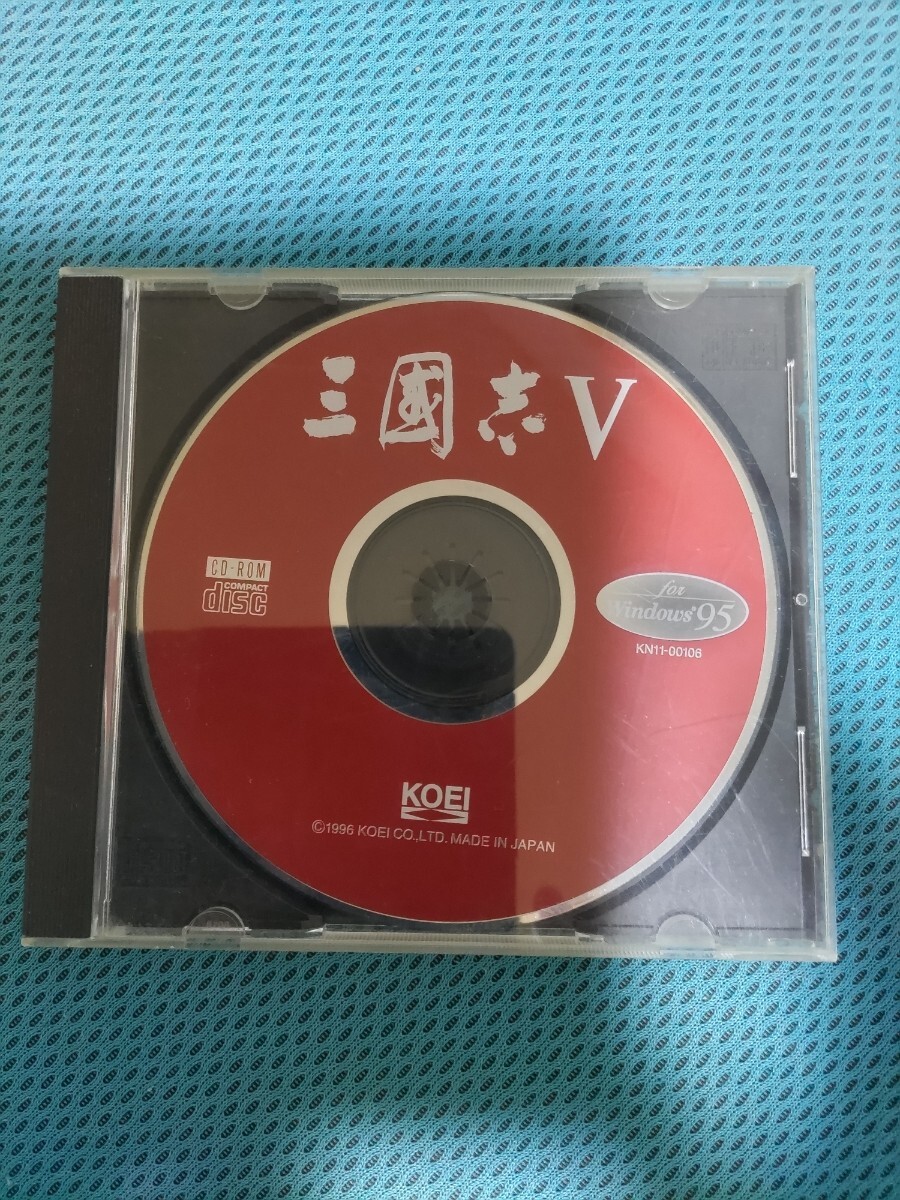 三國志V
CD-ROM
COMPACT
disc
for
Windows®95
KN11-00106
KOEI
©1996 KOEI CO.,LTD. MADE IN JAPAN